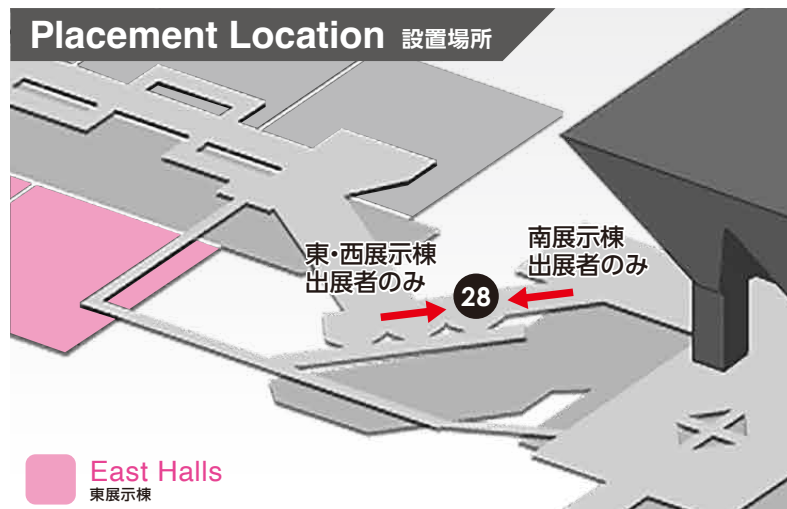 Placement Location 設置場所
東・西展示棟
出展者のみ
南展示棟
出展者のみ
28
East Halls
東展示棟